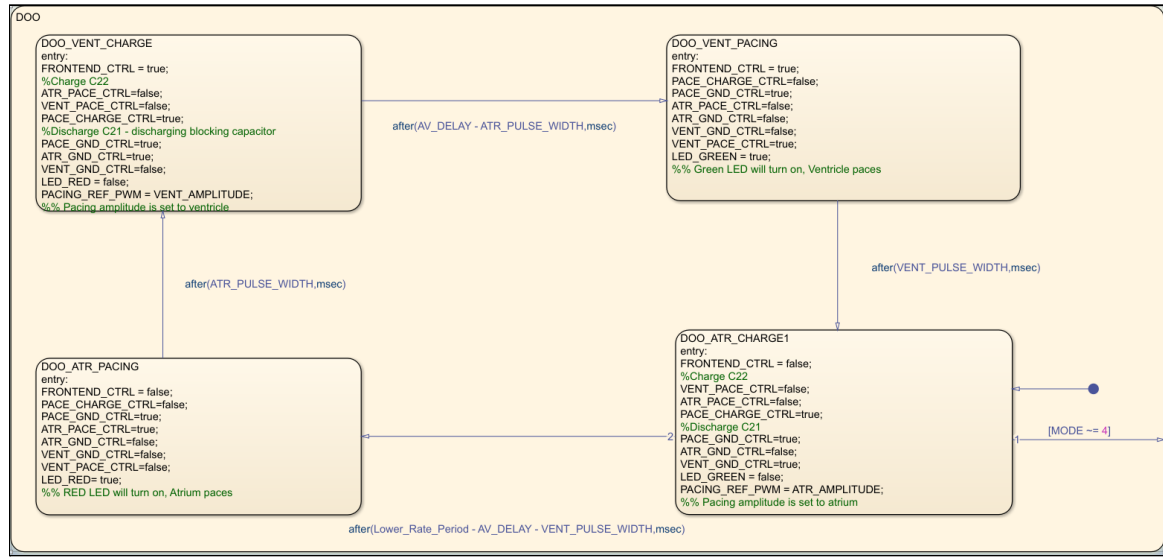 DOO
DOO_VENT_CHARGE
entry:
FRONTEND_CTRL = true;
%Charge C22
ATR_PACE_CTRL=false;
VENT_PACE_CTRL=false;
PACE_CHARGE_CTRL=true;
%Discharge C21 - discharging blocking capacitor
PACE_GND_CTRL=true;
ATR_GND_CTRL=true;
VENT_GND_CTRL=false;
LED_RED = false;
PACING_REF_PWM = VENT_AMPLITUDE;
%% Pacing amplitude is set to ventricle
after(AV_DELAY - ATR_PULSE_WIDTH,msec)
DOO_VENT_PACING
entry:
FRONTEND_CTRL = true;
PACE_CHARGE_CTRL=false;
PACE_GND_CTRL=true;
ATR_PACE_CTRL=false;
ATR_GND_CTRL=false;
VENT_GND_CTRL=false;
VENT_PACE_CTRL=true;
LED_GREEN = true;
%% Green LED will turn on, Ventricle paces
after(ATR_PULSE_WIDTH,msec)
after(VENT_PULSE_WIDTH,msec)
DOO_ATR_PACING
entry:
FRONTEND_CTRL = false;
PACE_CHARGE_CTRL=false;
PACE_GND_CTRL=true;
ATR_PACE_CTRL=true;
ATR_GND_CTRL=false;
VENT_GND_CTRL=false;
VENT_PACE_CTRL=false;
LED_RED= true;
%% RED LED will turn on, Atrium paces
2
DOO_ATR_CHARGE1
entry:
FRONTEND_CTRL = false;
%Charge C22
VENT_PACE_CTRL=false;
ATR_PACE_CTRL=false;
PACE_CHARGE_CTRL=true;
%Discharge C21
PACE_GND_CTRL=true;
ATR_GND_CTRL=false;
VENT_GND_CTRL=true;
LED_GREEN = false;
PACING_REF_PWM = ATR_AMPLITUDE;
%% Pacing amplitude is set to atrium
[MODE ~= 4]
1
after(Lower_Rate_Period - AV_DELAY - VENT_PULSE_WIDTH,msec)